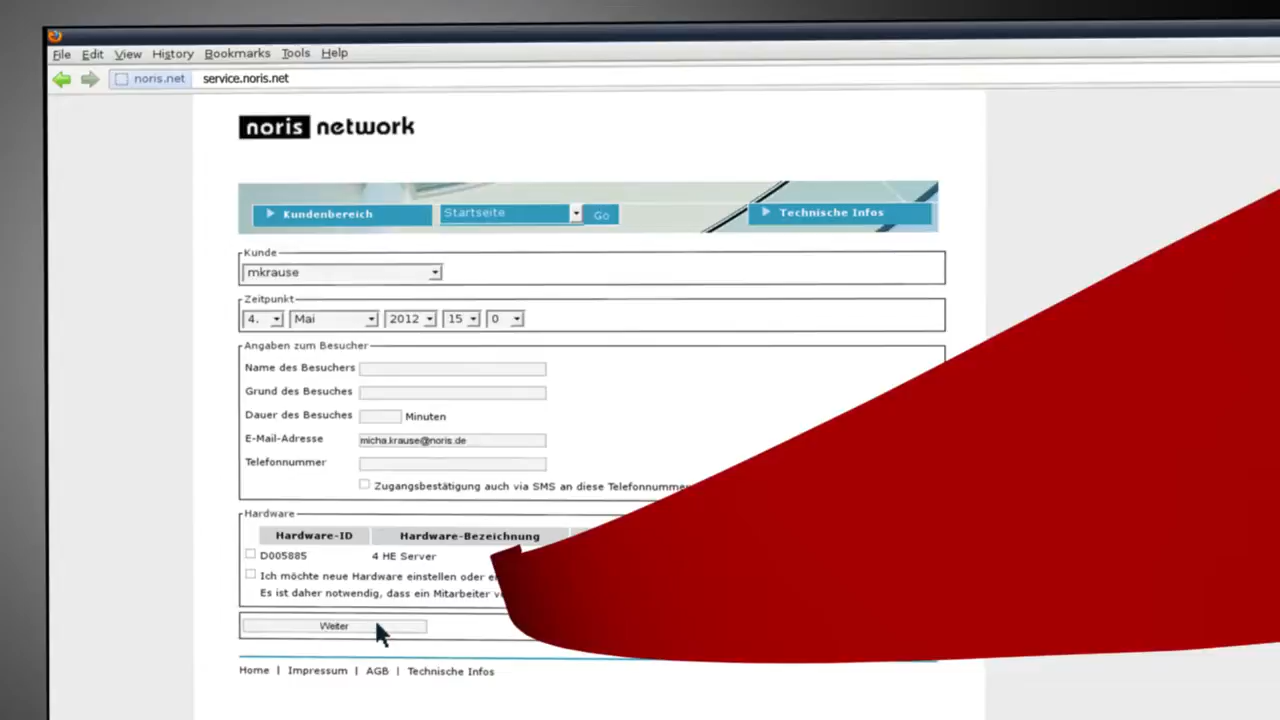 File Edit View History Bookmarks Tools Help
noris.net service.noris.net
noris network
Kundenbereich Startseite Go Technische Infos
Kunde
mkrause
Zeitpunkt
4. Mai 2012 15 0
Angaben zum Besucher
Name des Besuchers
Grund des Besuches
Dauer des Besuches Minuten
E-Mail-Adresse micha.krause@noris.de
Telefonnummer
Zugangsbestätigung auch via SMS an diese Telefonnummer
Hardware
Hardware-ID Hardware-Bezeichnung
D005885 4 HE Server
Ich möchte neue Hardware einstellen oder
Es ist daher notwendig, dass ein Mitarbeiter
Weiter
Home | Impressum | AGB | Technische Infos